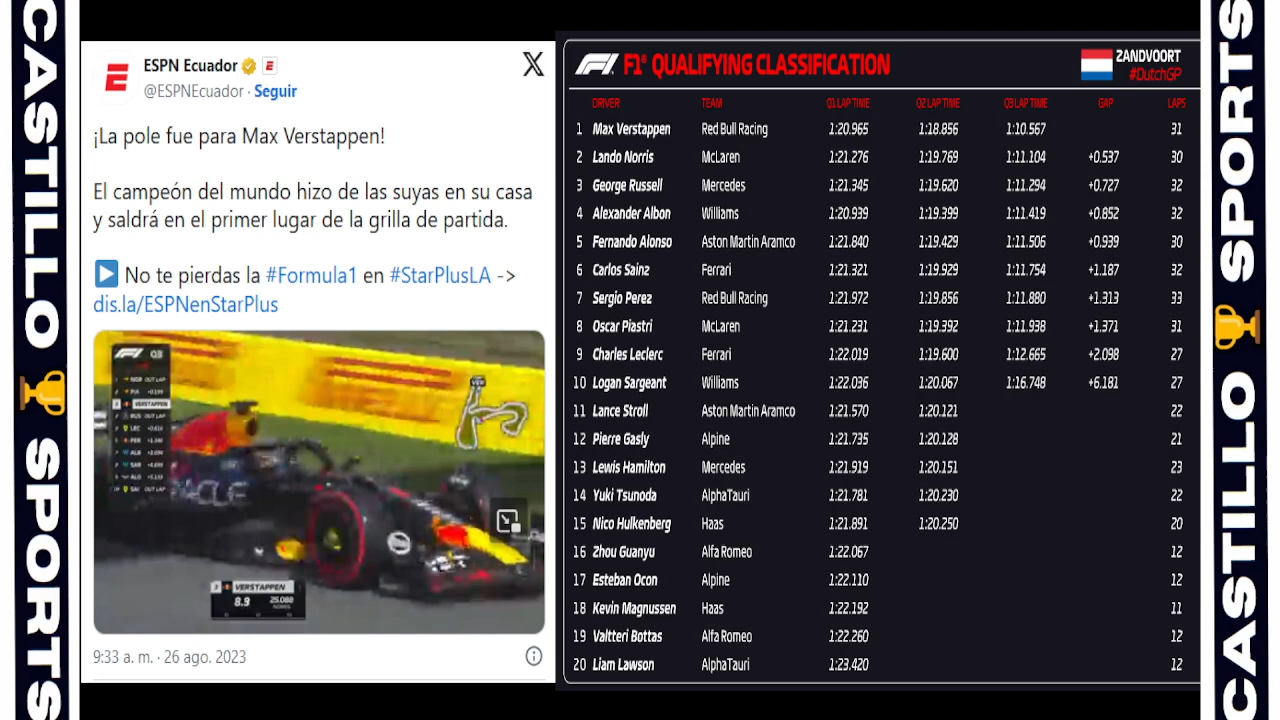 CASTILLO SPORTS
ESPN Ecuador
@ESPNEcuador · Seguir
¡La pole fue para Max Verstappen!
El campeón del mundo hizo de las suyas en su casa
y saldrá en el primer lugar de la grilla de partida.
No te pierdas la #Formula1 en #StarPlusLA ->
dis.la/ESPNenStarPlus
F1 Q3
VERSTAPPEN
VERSTAPPEN
8.9 25.088
9:33 a. m. · 26 ago. 2023
F1® QUALIFYING CLASSIFICATION
ZANDVOORT
#DutchGP
DRIVER TEAM Q1 LAP TIME Q2 LAP TIME Q3 LAP TIME GAP LAPS
1 Max Verstappen Red Bull Racing 1:20.965 1:18.856 1:10.567 31
2 Lando Norris McLaren 1:21.276 1:19.769 1:11.104 +0.537 30
3 George Russell Mercedes 1:21.345 1:19.620 1:11.294 +0.727 32
4 Alexander Albon Williams 1:20.939 1:19.399 1:11.419 +0.852 32
5 Fernando Alonso Aston Martin Aramco 1:21.840 1:19.429 1:11.506 +0.939 30
6 Carlos Sainz Ferrari 1:21.321 1:19.929 1:11.754 +1.187 32
7 Sergio Perez Red Bull Racing 1:21.972 1:19.856 1:11.880 +1.313 33
8 Oscar Piastri McLaren 1:21.231 1:19.392 1:11.938 +1.371 31
9 Charles Leclerc Ferrari 1:22.019 1:19.600 1:12.665 +2.098 27
10 Logan Sargeant Williams 1:22.036 1:20.067 1:16.748 +6.181 27
11 Lance Stroll Aston Martin Aramco 1:21.570 1:20.121 22
12 Pierre Gasly Alpine 1:21.735 1:20.128 21
13 Lewis Hamilton Mercedes 1:21.919 1:20.151 23
14 Yuki Tsunoda AlphaTauri 1:21.781 1:20.230 22
15 Nico Hulkenberg Haas 1:21.891 1:20.250 20
16 Zhou Guanyu Alfa Romeo 1:22.067 12
17 Esteban Ocon Alpine 1:22.110 12
18 Kevin Magnussen Haas 1:22.192 11
19 Valtteri Bottas Alfa Romeo 1:22.260 12
20 Liam Lawson AlphaTauri 1:23.420 12
CASTILLO SPORTS